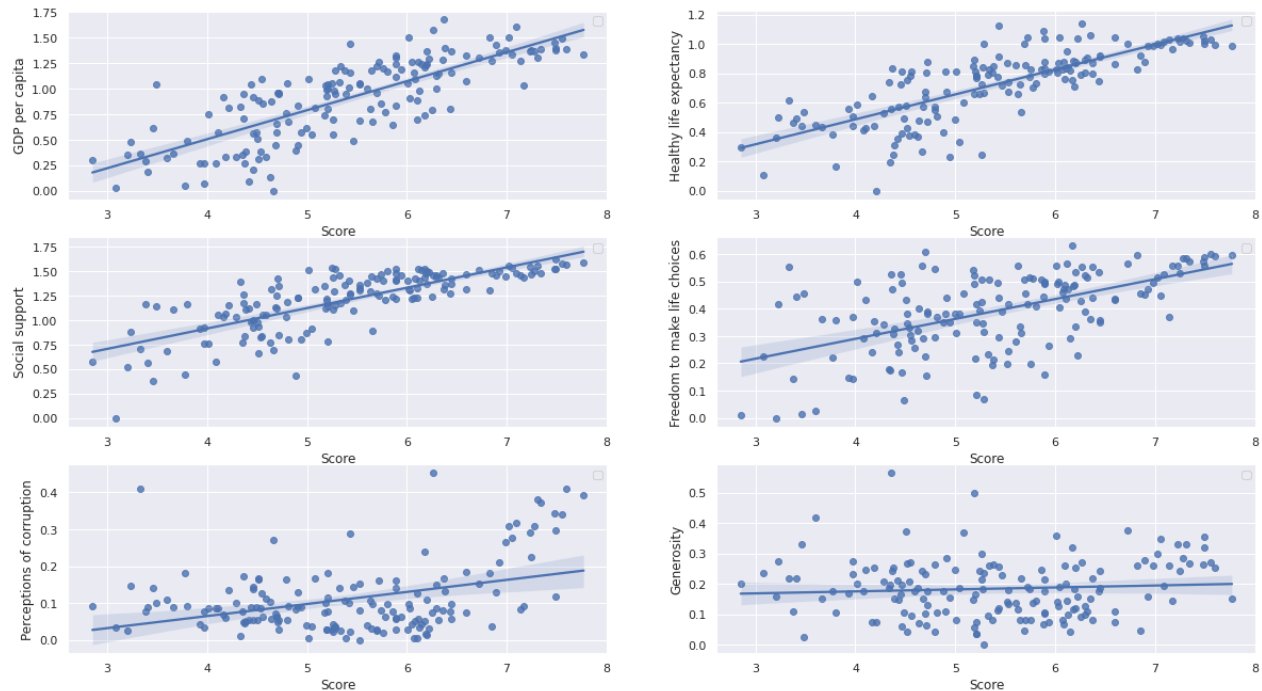 1.75
1.50
1.25
1.00
0.75
0.50
0.25
0.00
GDP per capita
3 4 5 6 7 8
Score
1.2
1.0
0.8
0.6
0.4
0.2
0.0
Healthy life expectancy
3 4 5 6 7 8
Score
1.75
1.50
1.25
1.00
0.75
0.50
0.25
0.00
Social support
3 4 5 6 7 8
Score
0.6
0.5
0.4
0.3
0.2
0.1
0.0
Freedom to make life choices
3 4 5 6 7 8
Score
0.4
0.3
0.2
0.1
0.0
Perceptions of corruption
3 4 5 6 7 8
Score
0.5
0.4
0.3
0.2
0.1
0.0
Generosity
3 4 5 6 7 8
Score